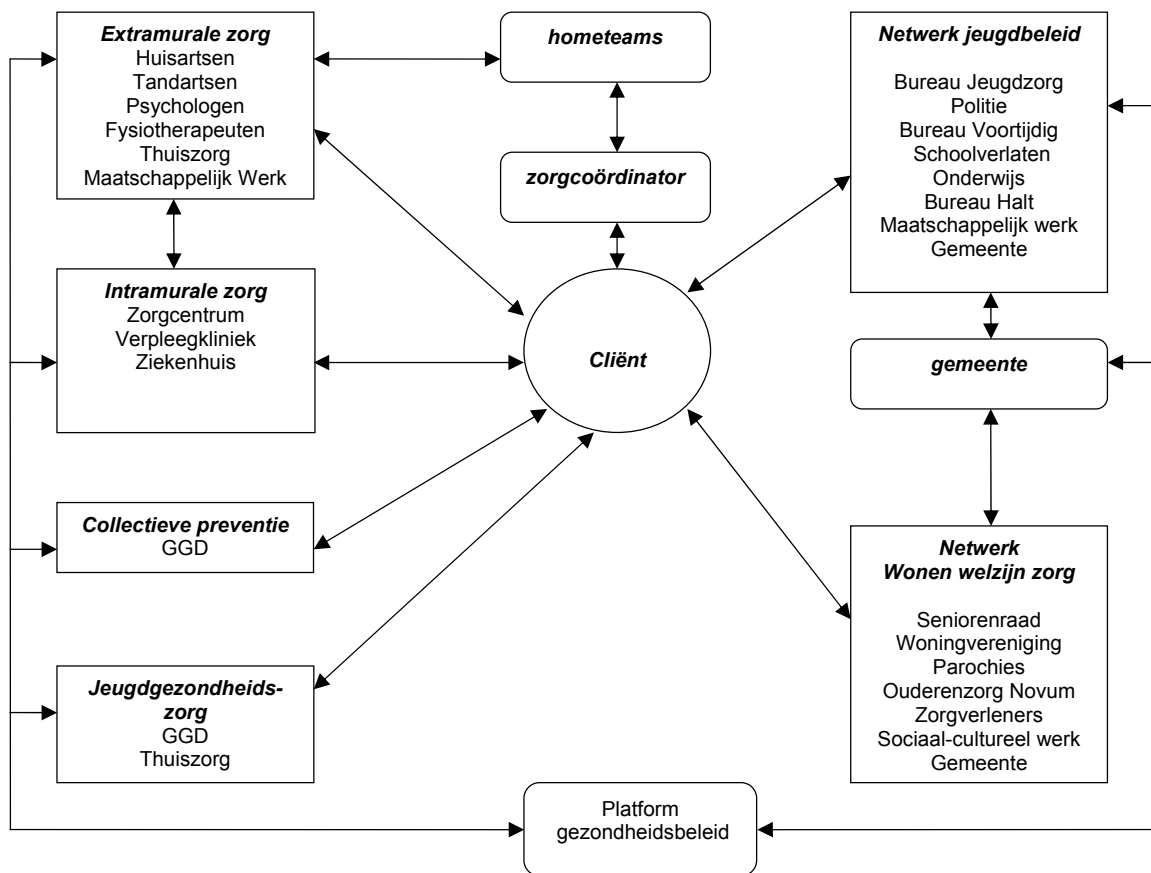 Extramurale zorg
Huisartsen
Tandartsen
Psychologen
Fysiotherapeuten
Thuiszorg
Maatschappelijk Werk
hometeams
zorgcoördinator
Netwerk jeugdbeleid
Bureau Jeugdzorg
Politie
Bureau Voortijdig
Schoolverlaten
Onderwijs
Bureau Halt
Maatschappelijk werk
Gemeente
Intramurale zorg
Zorgcentrum
Verpleegkliniek
Ziekenhuis
Cliënt
gemeente
Collectieve preventie
GGD
Netwerk
Wonen welzijn zorg
Seniorenraad
Woningvereniging
Parochies
Ouderenzorg Novum
Zorgverleners
Sociaal-cultureel werk
Gemeente
Jeugdgezondheids-
zorg
GGD
Thuiszorg
Platform
gezondheidsbeleid